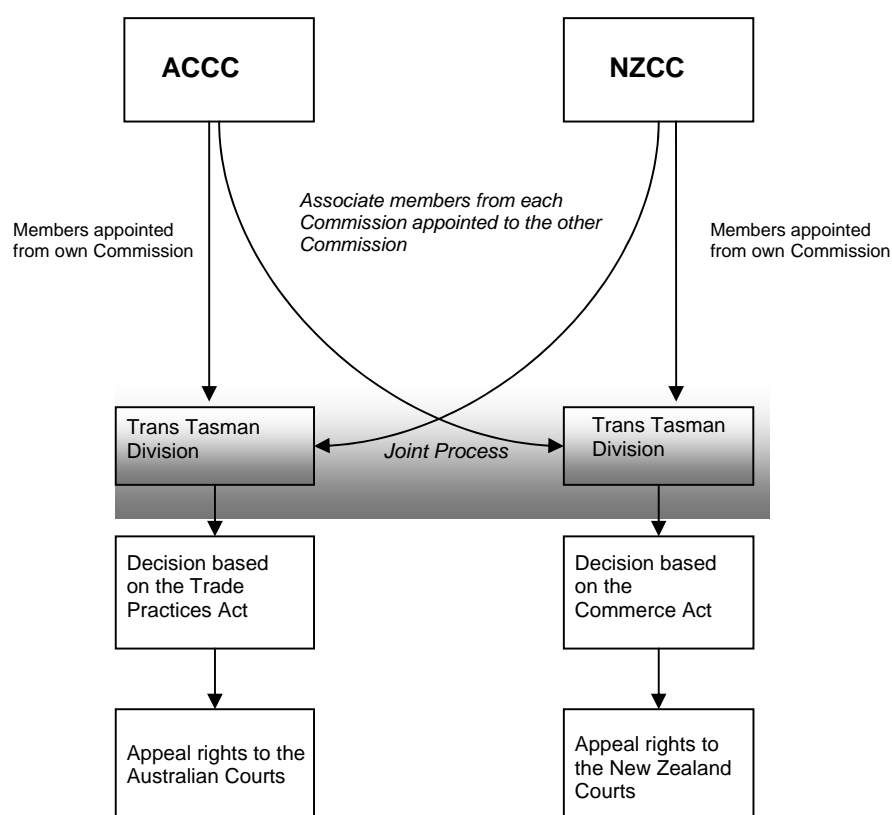 ACCC
NZCC
Associate members from each
Commission appointed to the other
Commission
Members appointed
from own Commission
Members appointed
from own Commission
Trans Tasman
Division
Joint Process
Trans Tasman
Division
Decision based
on the Trade
Practices Act
Decision based
on the
Commerce Act
Appeal rights to the
Australian Courts
Appeal rights to
the New Zealand
Courts